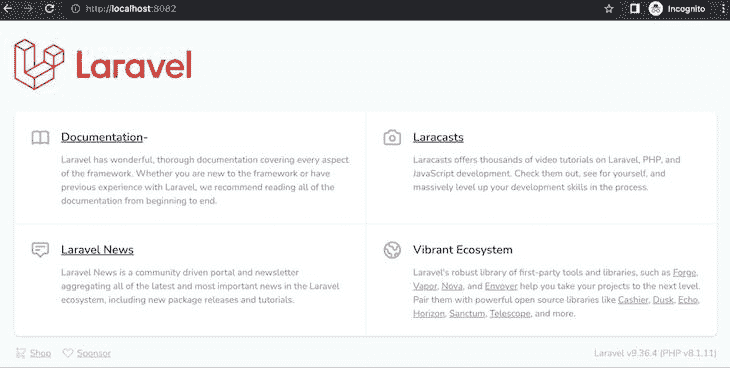 http://localhost:8082
Incognito
Laravel
Documentation-
Laravel has wonderful, thorough documentation covering every aspect
of the framework. Whether you are new to the framework or have
previous experience with Laravel, we recommend reading all of the
documentation from beginning to end.
Laracasts
Laracasts offers thousands of video tutorials on Laravel, PHP, and
JavaScript development. Check them out, see for yourself, and
massively level up your development skills in the process.
Laravel News
Laravel News is a community driven portal and newsletter
aggregating all of the latest and most important news in the Laravel
ecosystem, including new package releases and tutorials.
Vibrant Ecosystem
Laravel's robust library of first-party tools and libraries, such as Forge,
Vapor, Nova, and Envoyer help you take your projects to the next level.
Pair them with powerful open source libraries like Cashier, Dusk, Echo,
Horizon, Sanctum, Telescope, and more.
Shop
Sponsor
Laravel v9.36.4 (PHP v8.1.11)